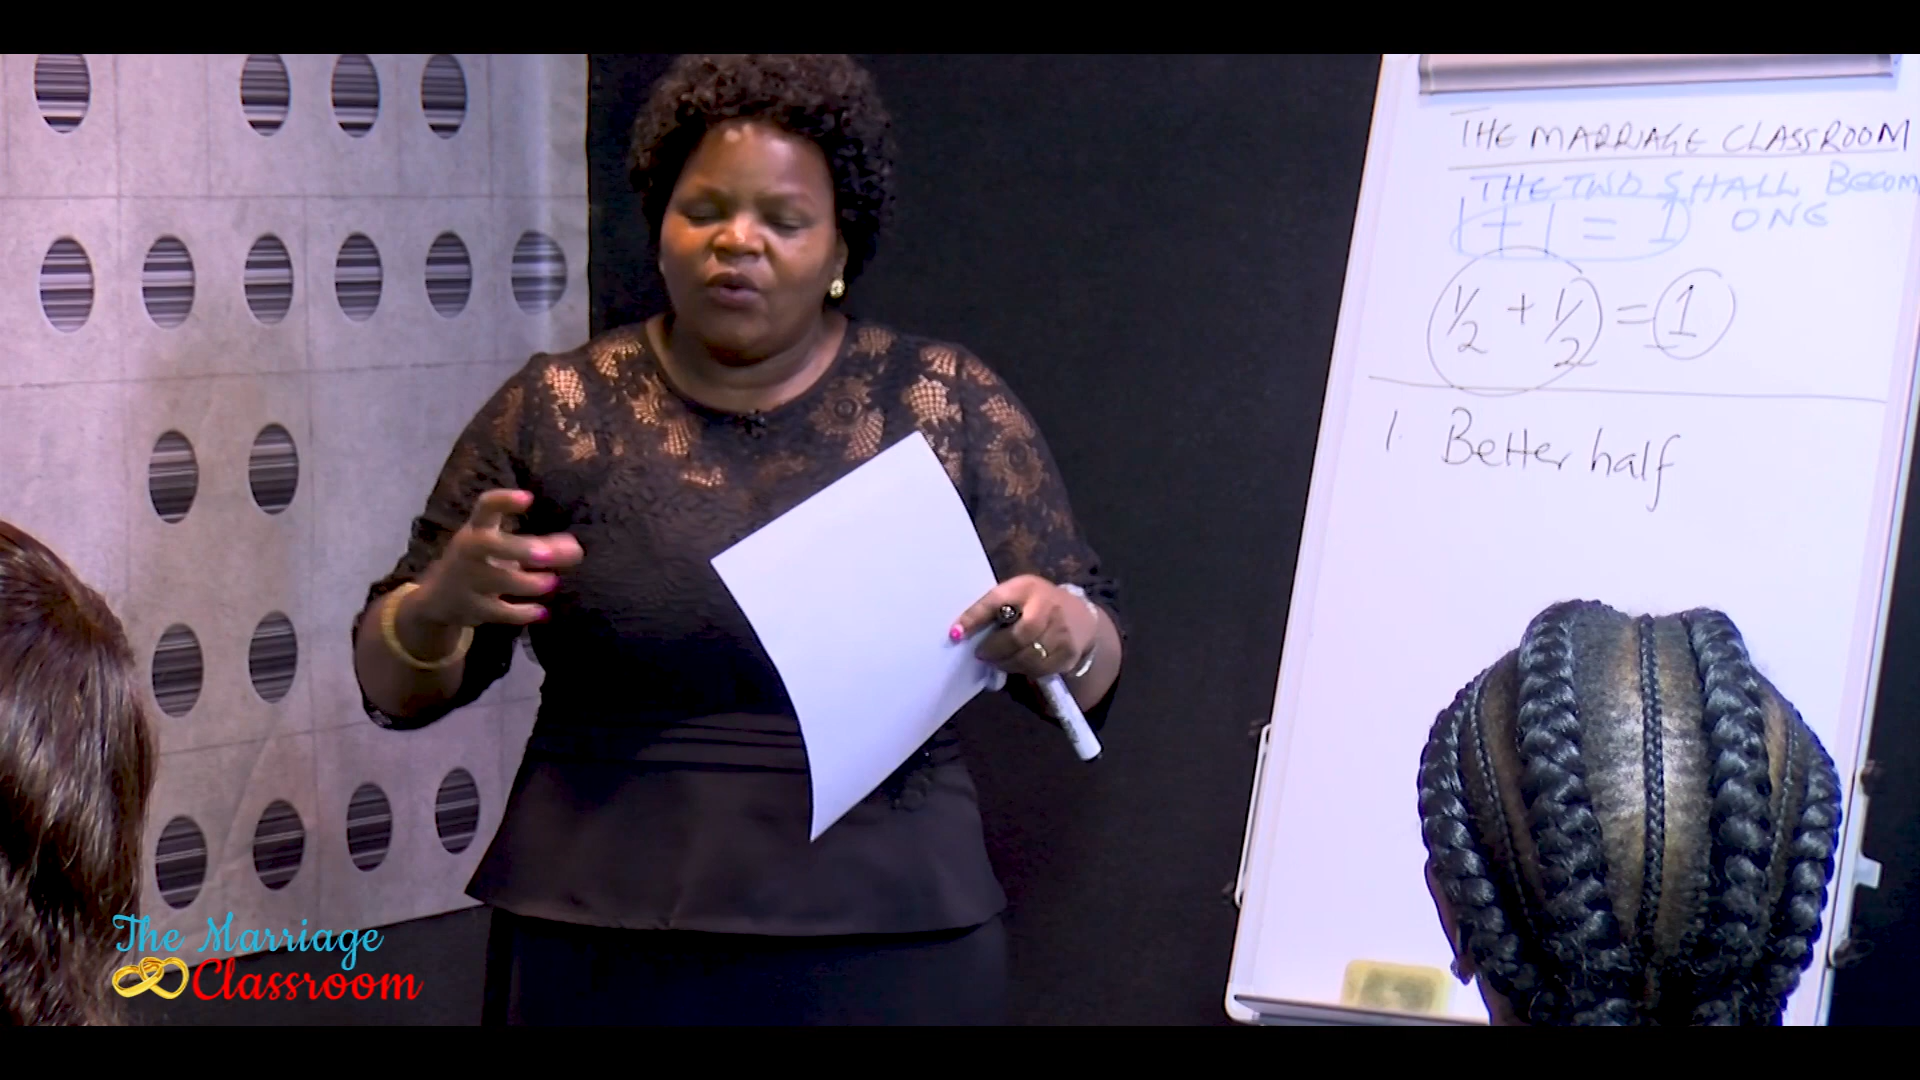 THE MARRIAGE CLASSROOM
THE TWO SHALL BECOM
1 + 1 = 1 ONE
1/2 + 1/2 = 1
1. Better half
The Marriage
Classroom